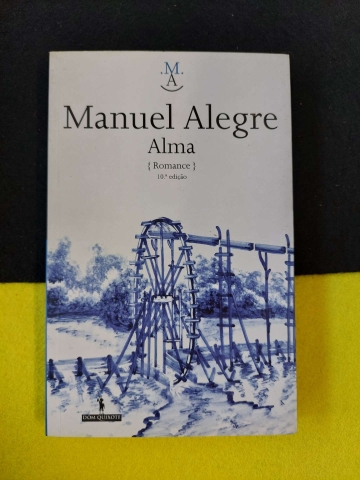 .M.
A
Manuel Alegre
Alma
{ Romance }
10.ª edição
DOM QUIXOTE